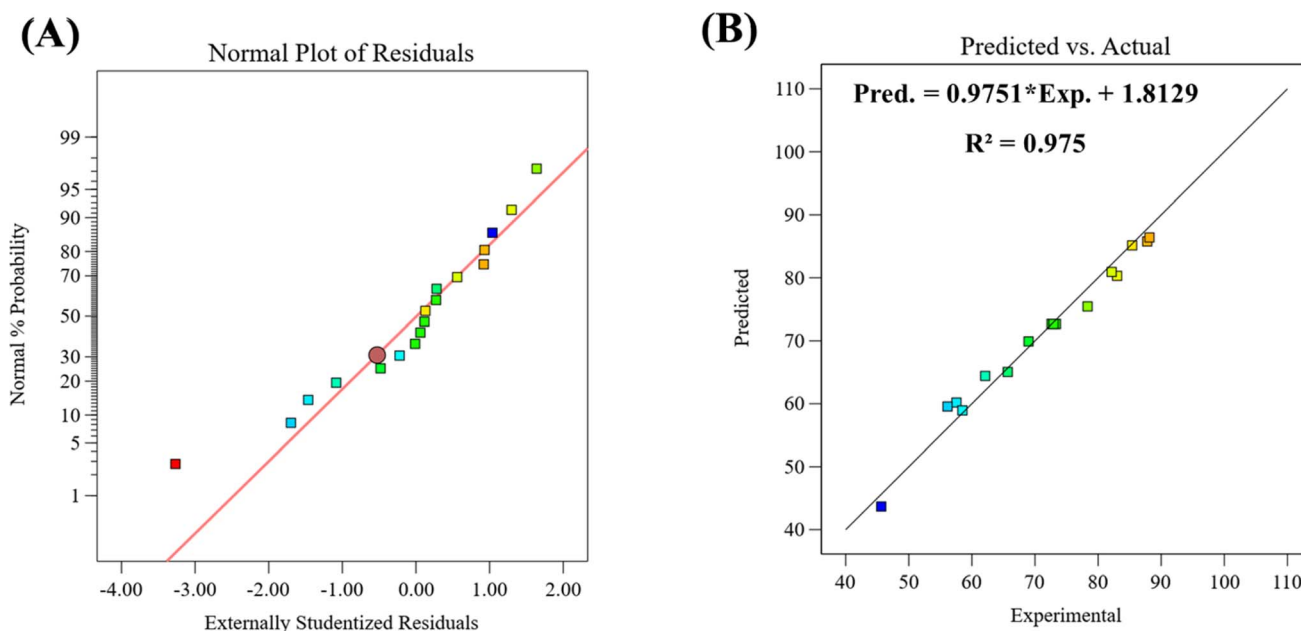 (A)
Normal Plot of Residuals
Normal % Probability
99
95
90
80
70
50
30
20
10
5
1
-4.00 -3.00 -2.00 -1.00 0.00 1.00 2.00
Externally Studentized Residuals
(B)
Predicted vs. Actual
Pred. = 0.9751*Exp. + 1.8129
R² = 0.975
Predicted
110
100
90
80
70
60
50
40
40 50 60 70 80 90 100 110
Experimental